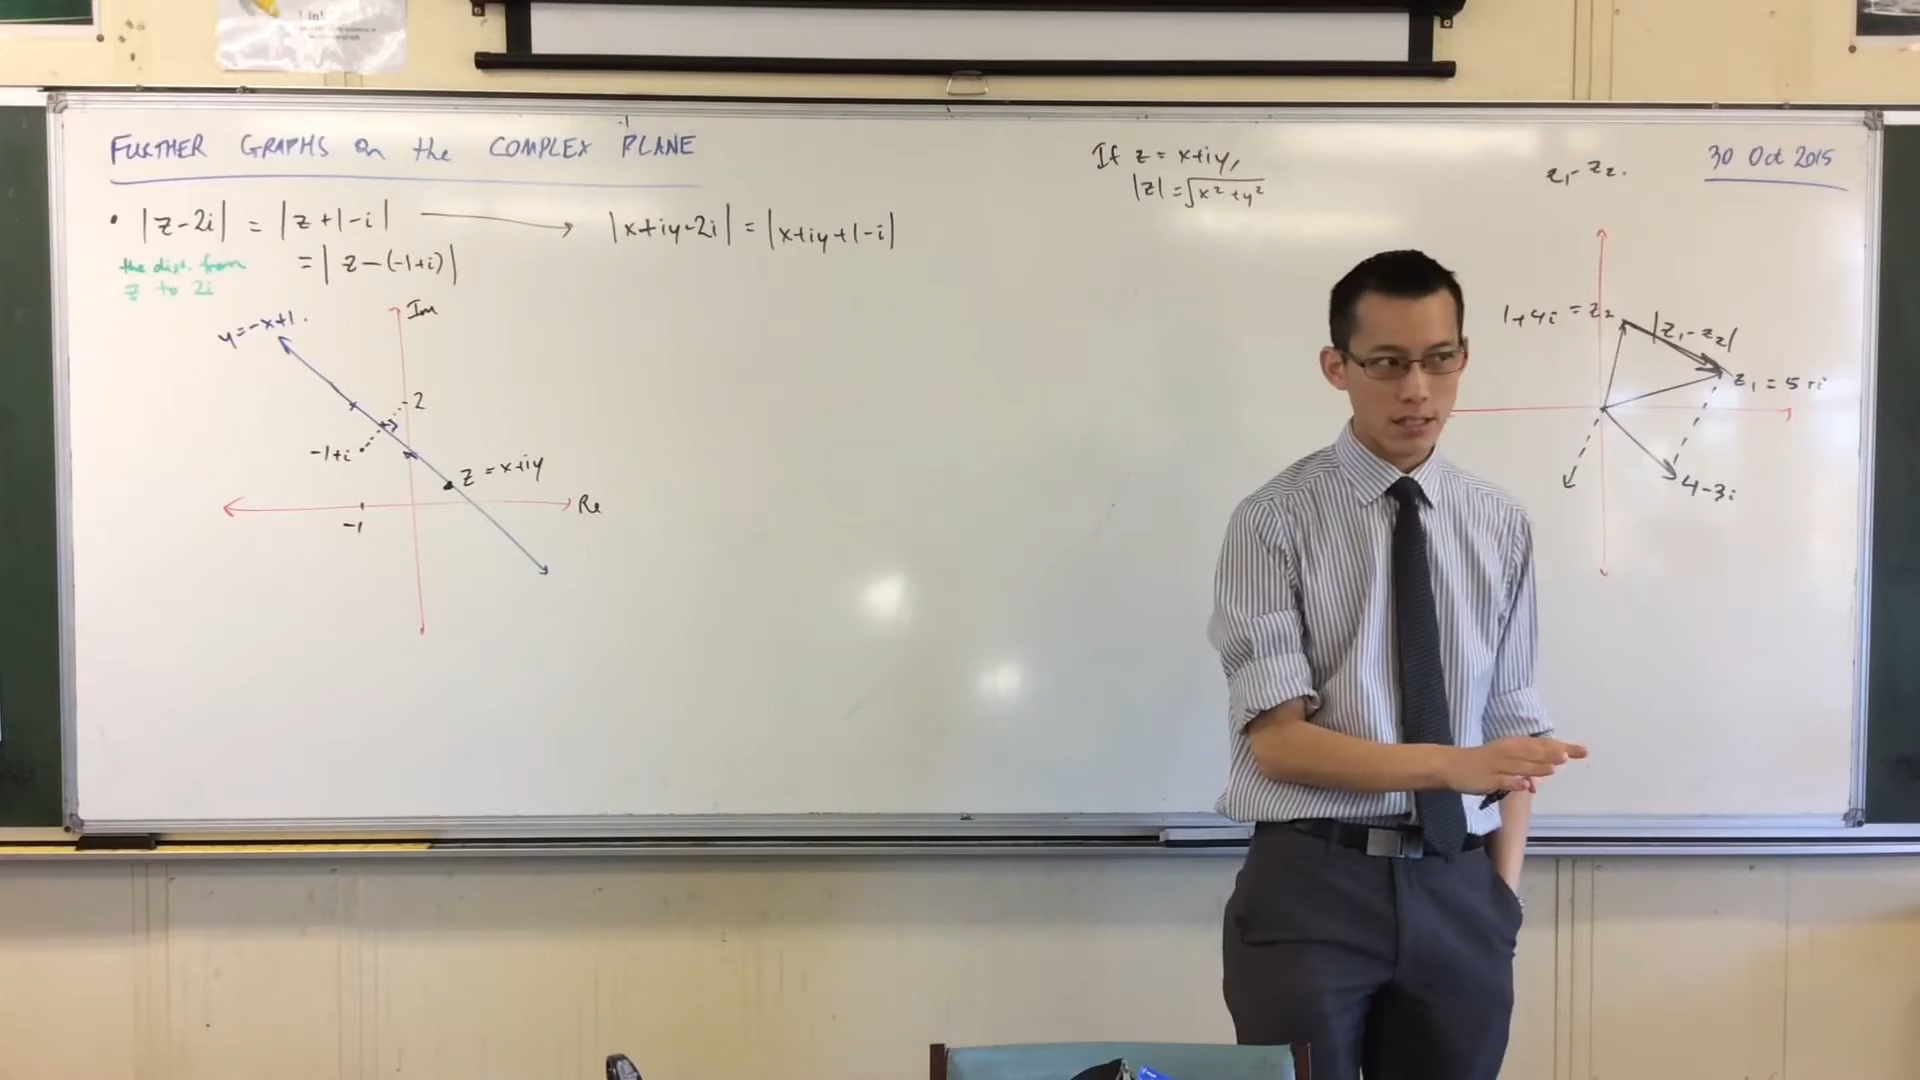 FURTHER GRAPHS on the COMPLEX PLANE
• |z-2i| = |z+1-i| → |x+iy-2i| = |x+iy+1-i|
= |z-(-1+i)|
the dist. from
z to 2i
y=-x+1.
Im
2
-1+i
z = x+iy
Re
-1
If z = x+iy,
|z| = √x²+y²
z₁-z₂.
30 Oct 2015
1+4i = z₂
|z₁-z₂|
z₁ = 5+i
4-3i